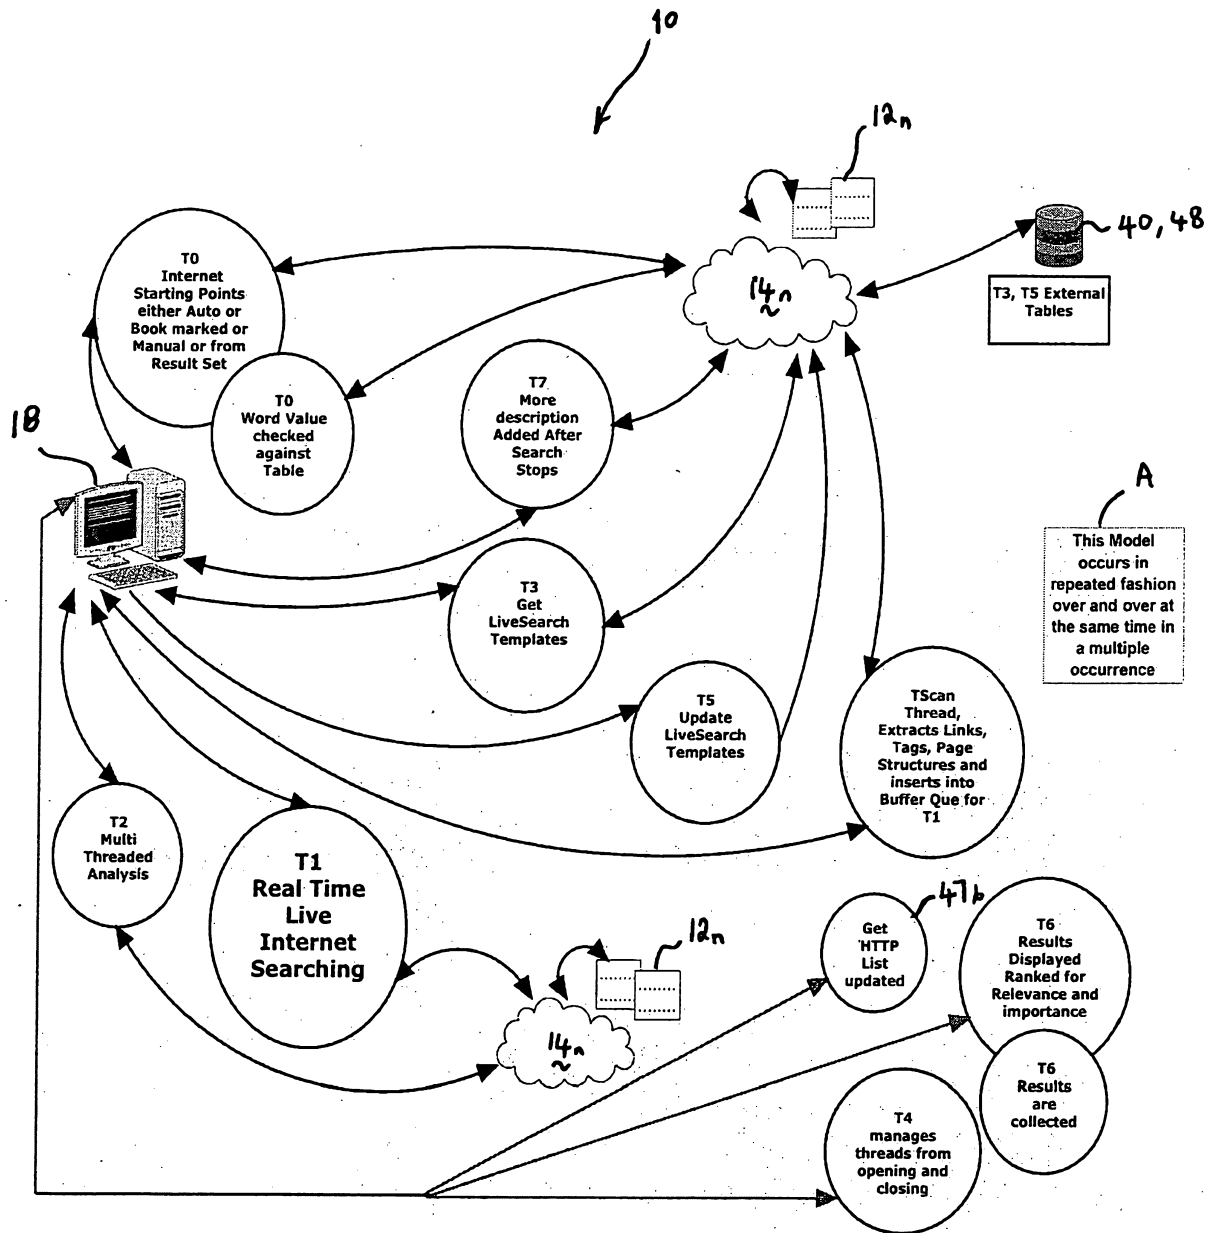 10
12n
40, 48
T3, T5 External
Tables
14n
T0
Internet
Starting Points
either Auto or
Book marked or
Manual or from
Result Set
T0
Word Value
checked
against
Table
T7
More
description
Added After
Search
Stops
18
A
This Model
occurs in
repeated fashion
over and over at
the same time in
a multiple
occurrence
T3
Get
LiveSearch
Templates
T5
Update
LiveSearch
Templates
TScan
Thread,
Extracts Links,
Tags, Page
Structures and
inserts into
Buffer Que for
T1
T2
Multi
Threaded
Analysis
T1
Real Time
Live
Internet
Searching
12n
14n
47b
Get
HTTP
List
updated
T6
Results
Displayed
Ranked for
Relevance and
importance
T6
Results
are
collected
T4
manages
threads from
opening and
closing